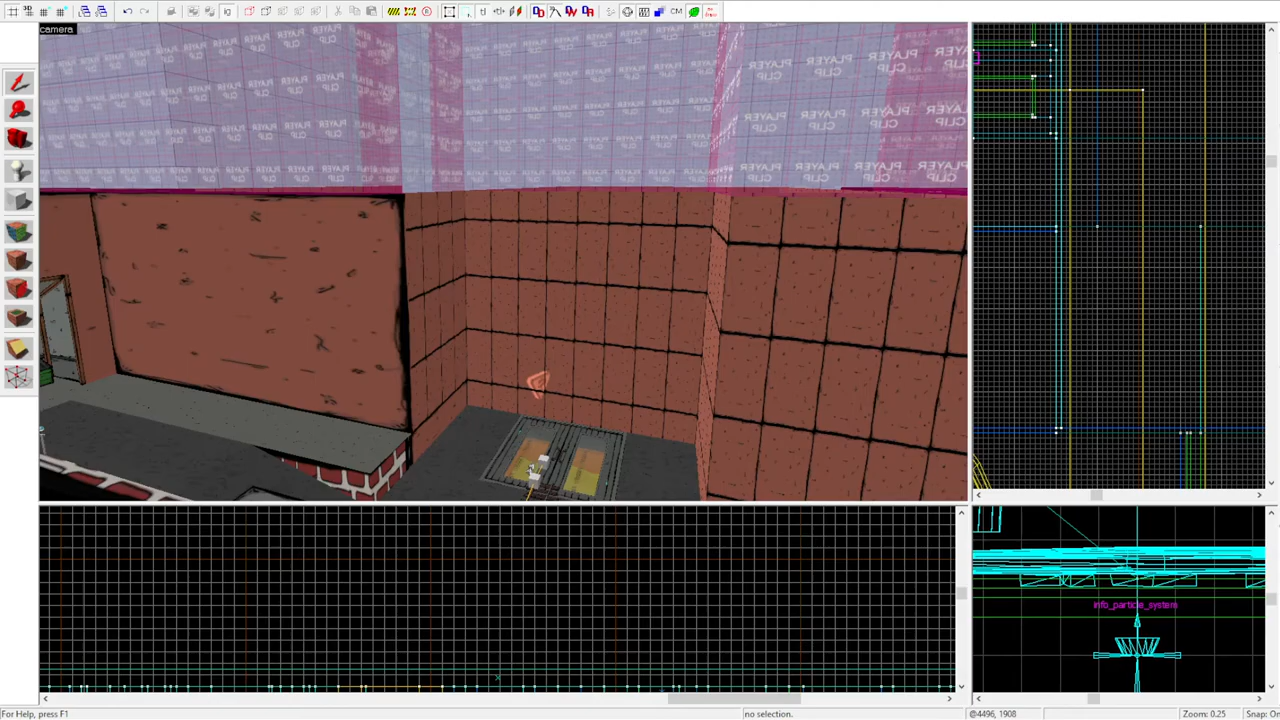 camera
PLAYER CLIP
info_particle_system
For Help, press F1
no selection.
@4496, 1908
Zoom: 0.25
Snap: On